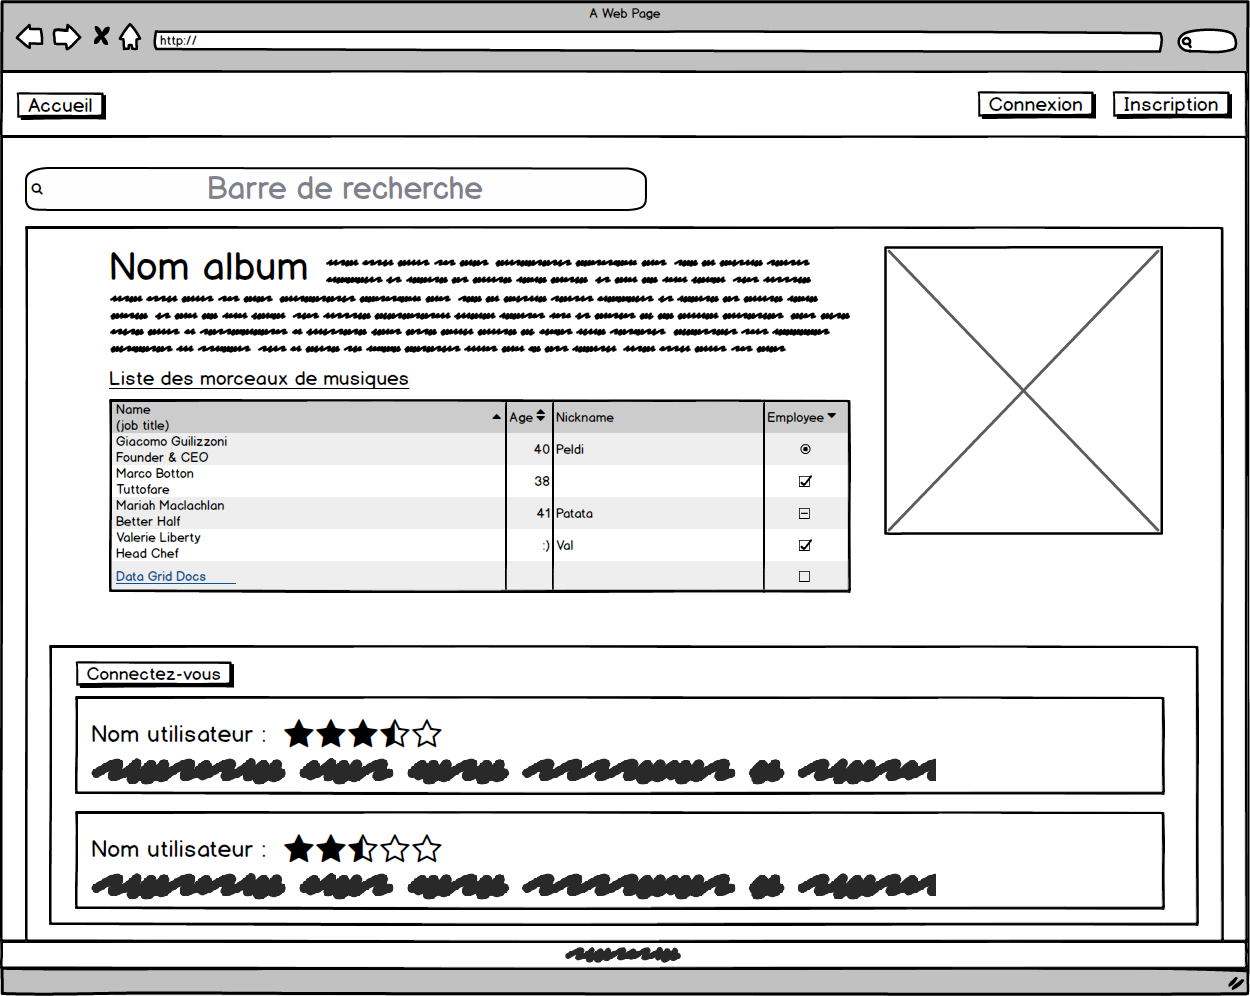 A Web Page
http://
Accueil
Connexion
Inscription
Barre de recherche
Nom album
Liste des morceaux de musiques
Name
(job title)
Age
Nickname
Employee
Giacomo Guilizzoni
Founder & CEO
40
Peldi
Marco Botton
Tuttofare
38
Mariah Maclachlan
Better Half
41
Patata
Valerie Liberty
Head Chef
:)
Val
Data Grid Docs
Connectez-vous
Nom utilisateur :
Nom utilisateur :